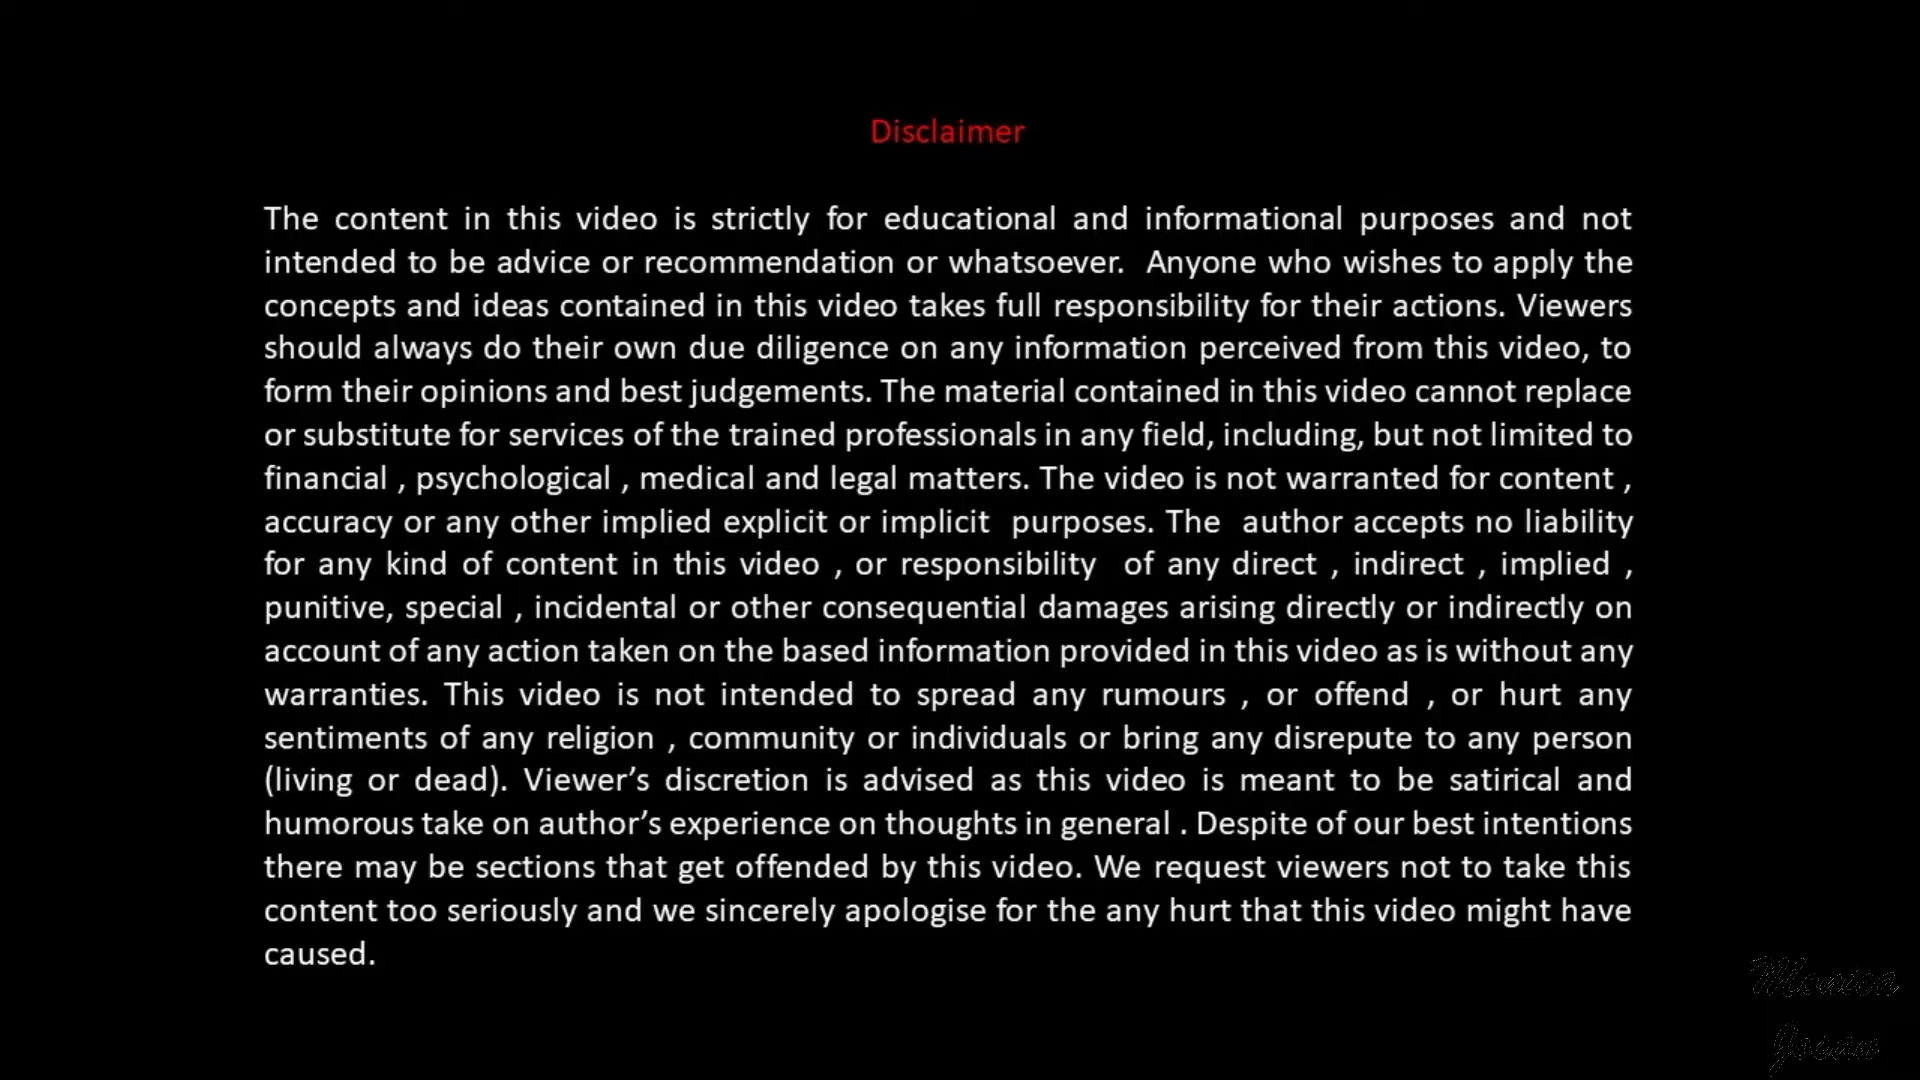 Disclaimer
The content in this video is strictly for educational and informational purposes and not
intended to be advice or recommendation or whatsoever. Anyone who wishes to apply the
concepts and ideas contained in this video takes full responsibility for their actions. Viewers
should always do their own due diligence on any information perceived from this video, to
form their opinions and best judgements. The material contained in this video cannot replace
or substitute for services of the trained professionals in any field, including, but not limited to
financial , psychological , medical and legal matters. The video is not warranted for content ,
accuracy or any other implied explicit or implicit purposes. The author accepts no liability
for any kind of content in this video , or responsibility of any direct , indirect , implied ,
punitive, special , incidental or other consequential damages arising directly or indirectly on
account of any action taken on the based information provided in this video as is without any
warranties. This video is not intended to spread any rumours , or offend , or hurt any
sentiments of any religion , community or individuals or bring any disrepute to any person
(living or dead). Viewer’s discretion is advised as this video is meant to be satirical and
humorous take on author’s experience on thoughts in general . Despite of our best intentions
there may be sections that get offended by this video. We request viewers not to take this
content too seriously and we sincerely apologise for the any hurt that this video might have
caused.
Monica